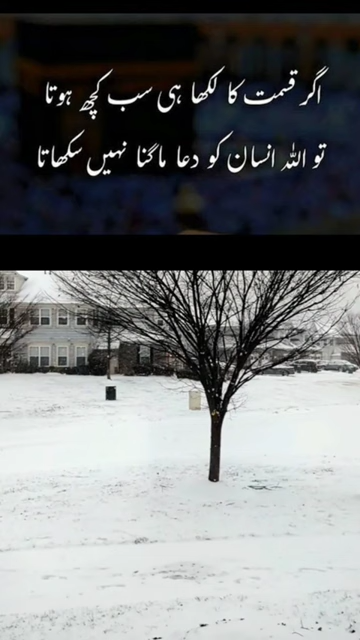 اگر قسمت کا لکھا ہی سب کچھ ہوتا
تو اللہ انسان کو دعا مانگنا نہیں سکھاتا